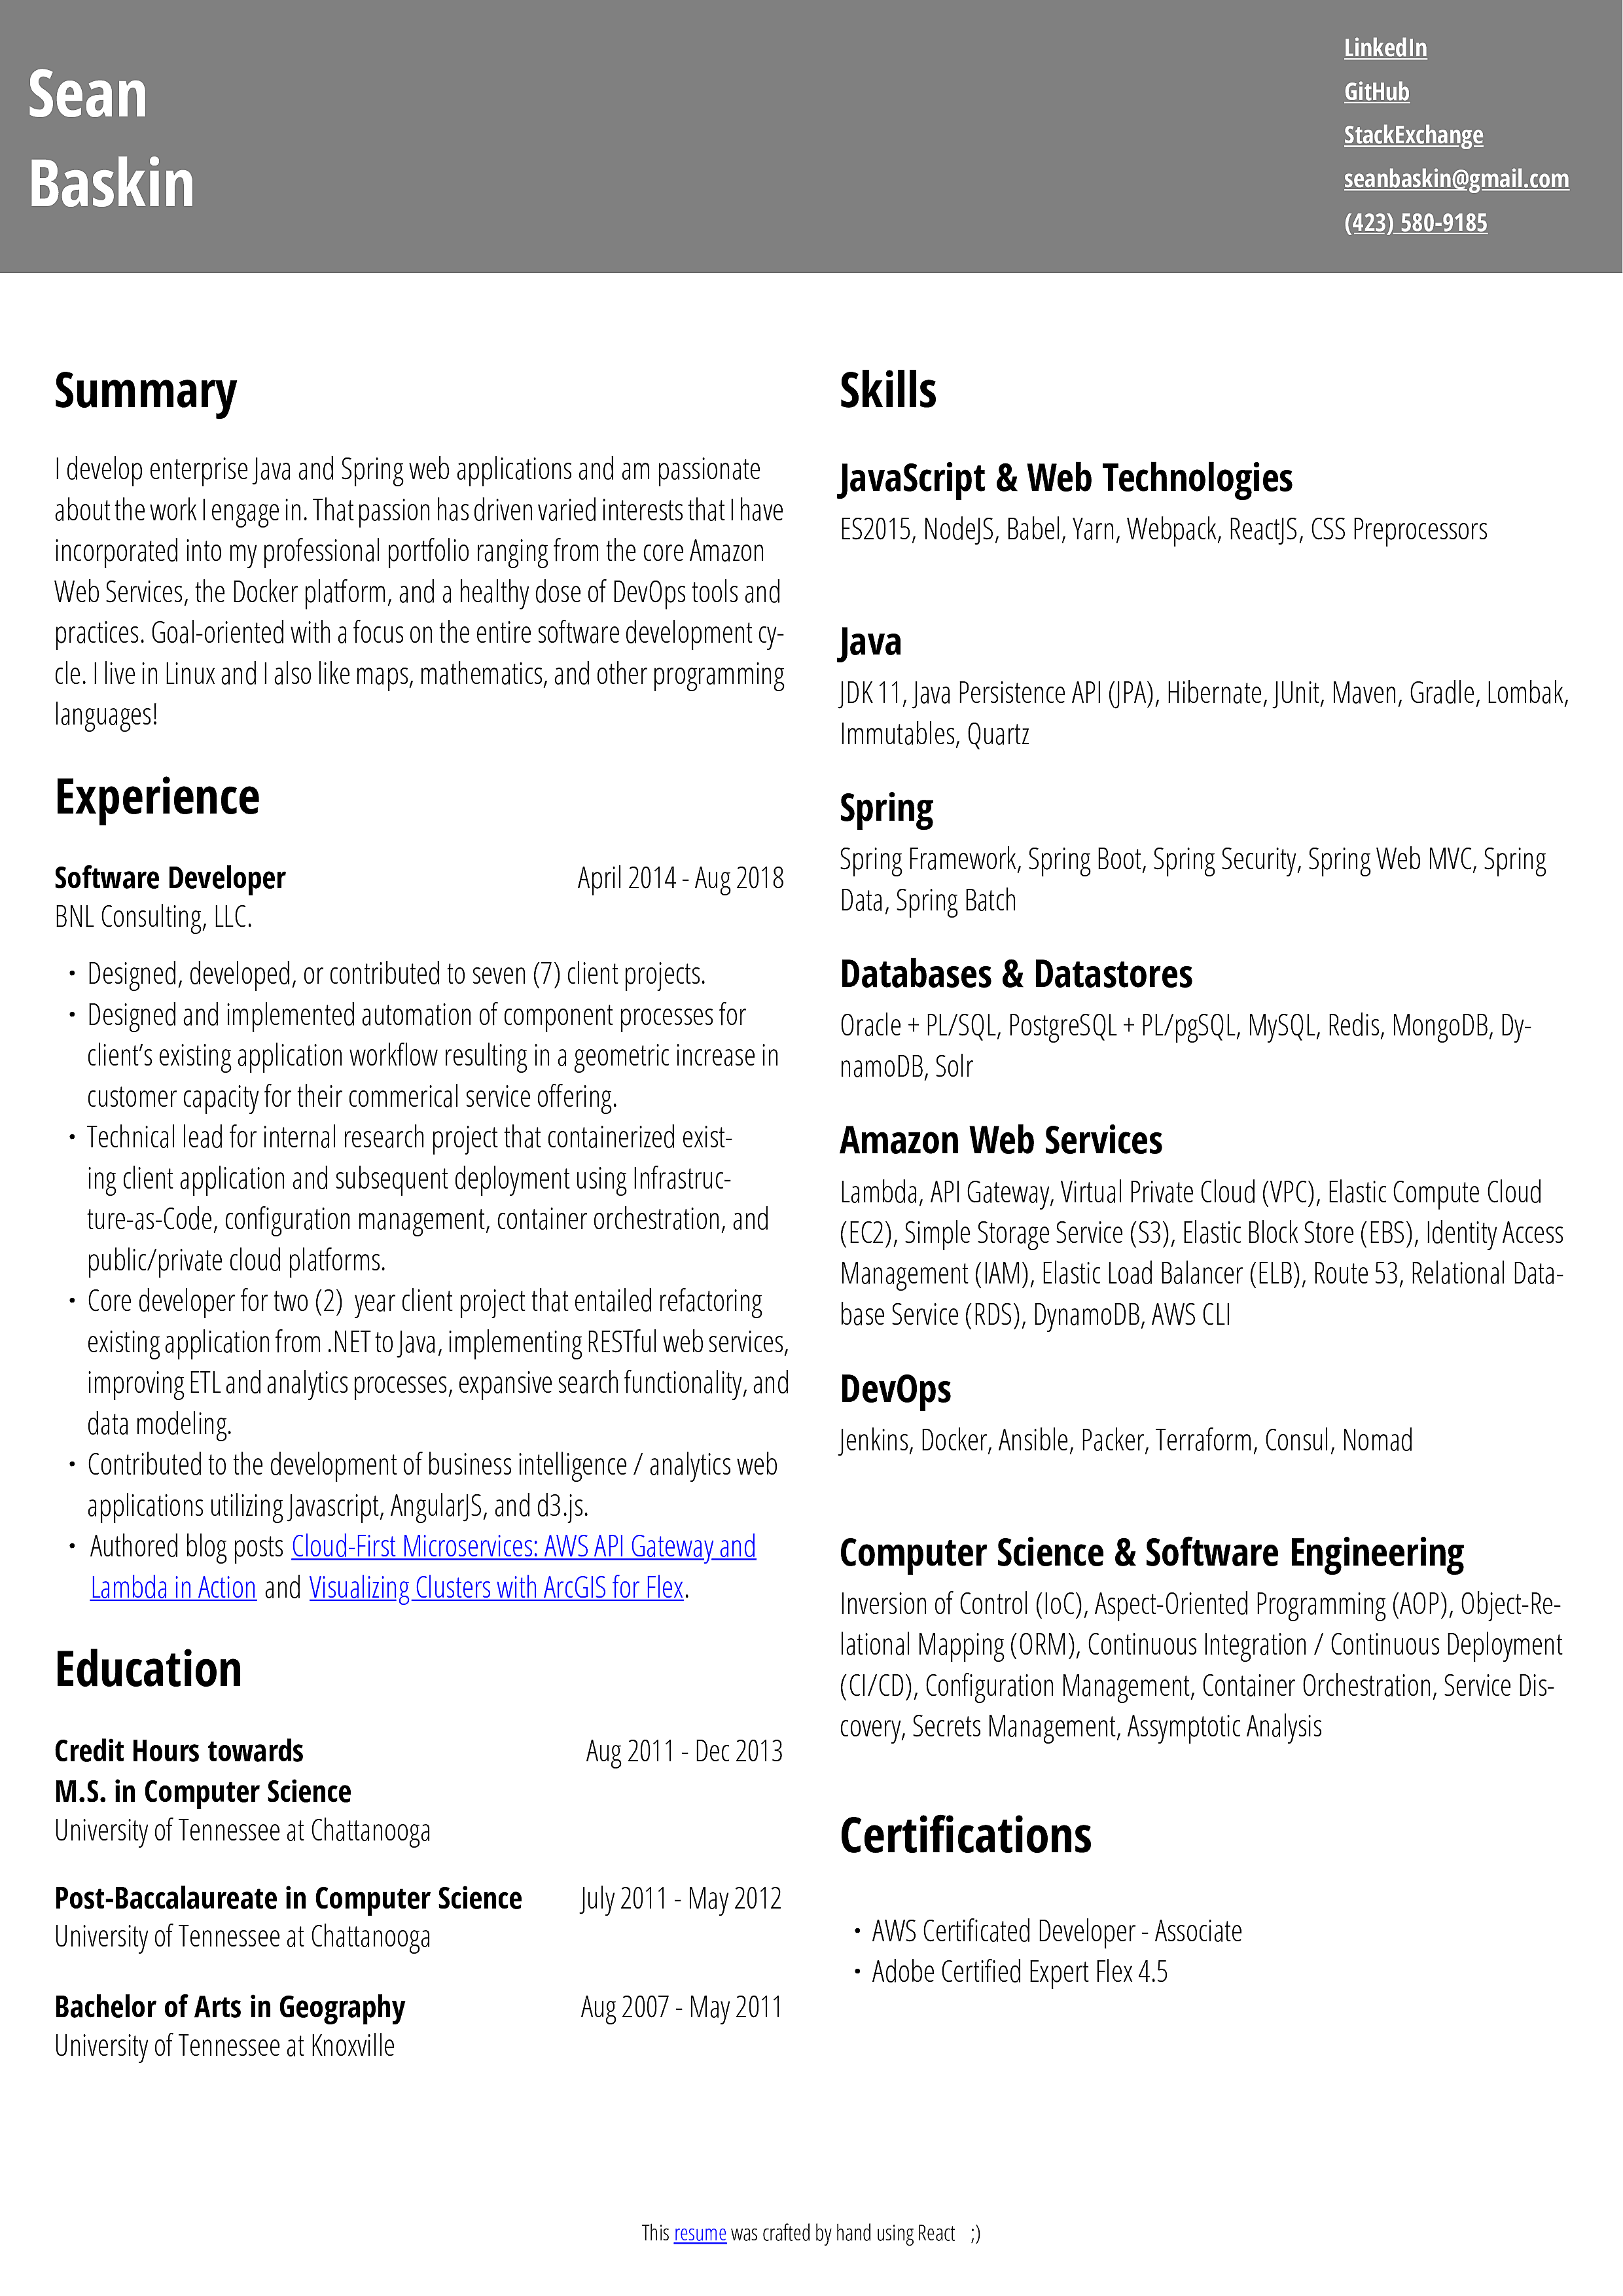 Sean
Baskin
LinkedIn
GitHub
StackExchange
seanbaskin@gmail.com
(423) 580-9185
Summary
I develop enterprise Java and Spring web applications and am passionate
about the work I engage in. That passion has driven varied interests that I have
incorporated into my professional portfolio ranging from the core Amazon
Web Services, the Docker platform, and a healthy dose of DevOps tools and
practices. Goal-oriented with a focus on the entire software development cy-
cle. I live in Linux and I also like maps, mathematics, and other programming
languages!
Experience
Software Developer April 2014 - Aug 2018
BNL Consulting, LLC.
• Designed, developed, or contributed to seven (7) client projects.
• Designed and implemented automation of component processes for
client’s existing application workflow resulting in a geometric increase in
customer capacity for their commerical service offering.
• Technical lead for internal research project that containerized exist-
ing client application and subsequent deployment using Infrastruc-
ture-as-Code, configuration management, container orchestration, and
public/private cloud platforms.
• Core developer for two (2)  year client project that entailed refactoring
existing application from .NET to Java, implementing RESTful web services,
improving ETL and analytics processes, expansive search functionality, and
data modeling.
• Contributed to the development of business intelligence / analytics web
applications utilizing Javascript, AngularJS, and d3.js.
• Authored blog posts Cloud-First Microservices: AWS API Gateway and
Lambda in Action and Visualizing Clusters with ArcGIS for Flex.
Education
Credit Hours towards Aug 2011 - Dec 2013
M.S. in Computer Science
University of Tennessee at Chattanooga
Post-Baccalaureate in Computer Science July 2011 - May 2012
University of Tennessee at Chattanooga
Bachelor of Arts in Geography Aug 2007 - May 2011
University of Tennessee at Knoxville
Skills
JavaScript & Web Technologies
ES2015, NodeJS, Babel, Yarn, Webpack, ReactJS, CSS Preprocessors
Java
JDK 11, Java Persistence API (JPA), Hibernate, JUnit, Maven, Gradle, Lombak,
Immutables, Quartz
Spring
Spring Framework, Spring Boot, Spring Security, Spring Web MVC, Spring
Data, Spring Batch
Databases & Datastores
Oracle + PL/SQL, PostgreSQL + PL/pgSQL, MySQL, Redis, MongoDB, Dy-
namoDB, Solr
Amazon Web Services
Lambda, API Gateway, Virtual Private Cloud (VPC), Elastic Compute Cloud
(EC2), Simple Storage Service (S3), Elastic Block Store (EBS), Identity Access
Management (IAM), Elastic Load Balancer (ELB), Route 53, Relational Data-
base Service (RDS), DynamoDB, AWS CLI
DevOps
Jenkins, Docker, Ansible, Packer, Terraform, Consul, Nomad
Computer Science & Software Engineering
Inversion of Control (IoC), Aspect-Oriented Programming (AOP), Object-Re-
lational Mapping (ORM), Continuous Integration / Continuous Deployment
(CI/CD), Configuration Management, Container Orchestration, Service Dis-
covery, Secrets Management, Assymptotic Analysis
Certifications
• AWS Certificated Developer - Associate
• Adobe Certified Expert Flex 4.5
This resume was crafted by hand using React ;)